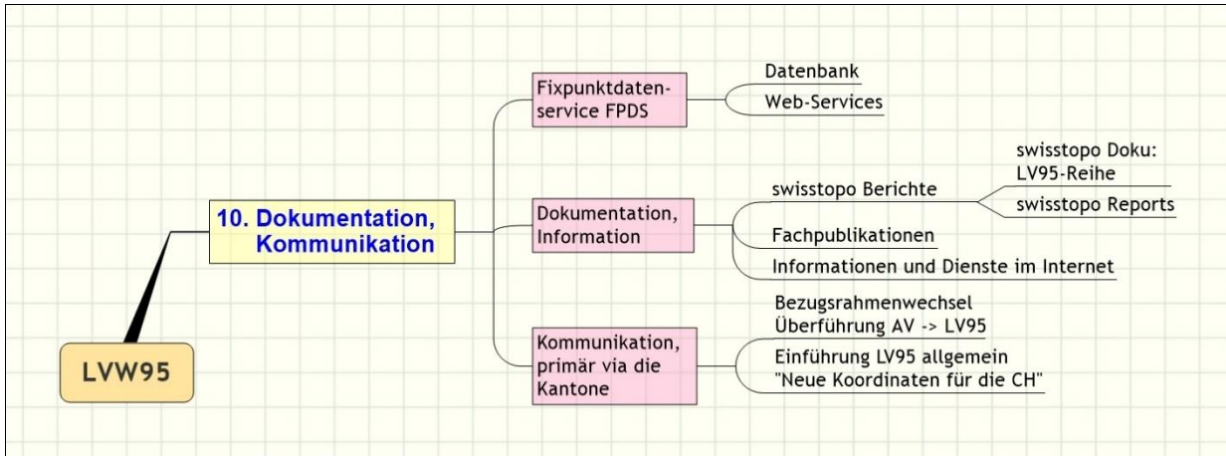 LVW95
10. Dokumentation,
Kommunikation
Fixpunktdaten-
service FPDS
Datenbank
Web-Services
Dokumentation,
Information
swisstopo Berichte
swisstopo Doku:
LV95-Reihe
swisstopo Reports
Fachpublikationen
Informationen und Dienste im Internet
Kommunikation,
primär via die
Kantone
Bezugsrahmenwechsel
Überführung AV -> LV95
Einführung LV95 allgemein
"Neue Koordinaten für die CH"